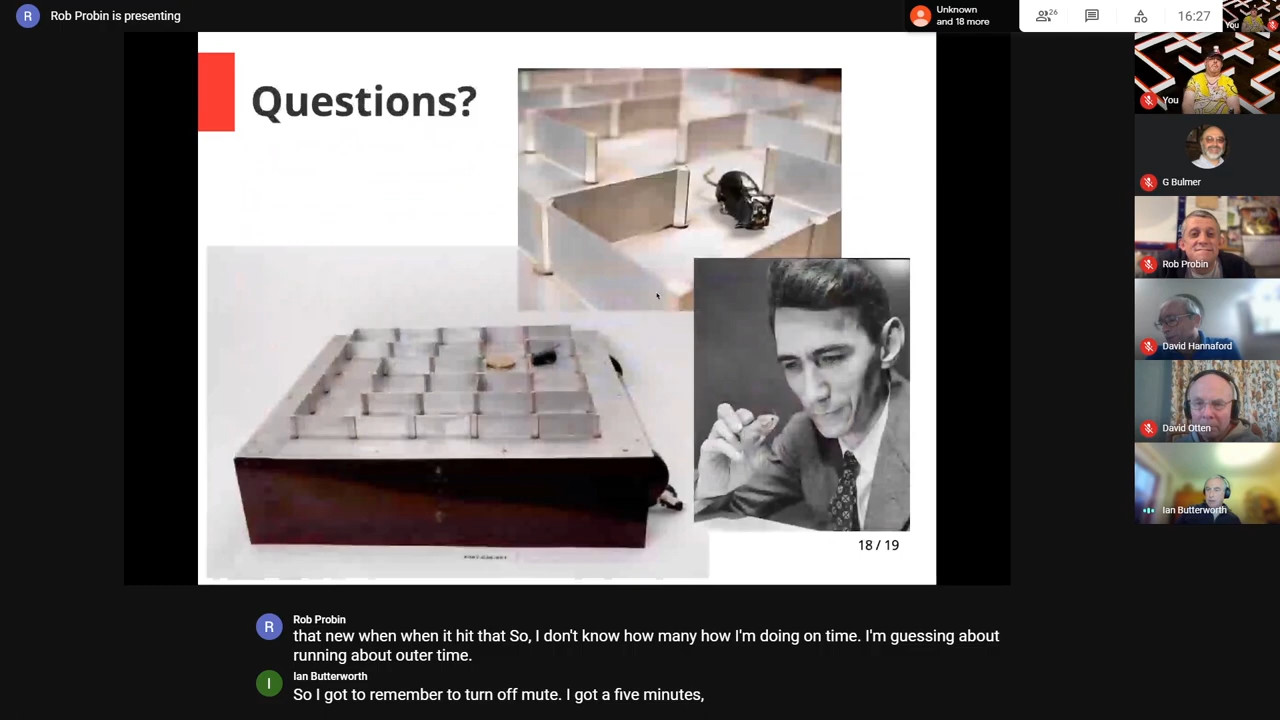 R
Rob Probin is presenting
Unknown
and 18 more
26
16:27
You
You
G Bulmer
Rob Probin
David Hannaford
David Otten
Ian Butterworth
Questions?
18 / 19
R
Rob Probin
that new when when it hit that So, I don't know how many how I'm doing on time. I'm guessing about
running about outer time.
I
Ian Butterworth
So I got to remember to turn off mute. I got a five minutes,